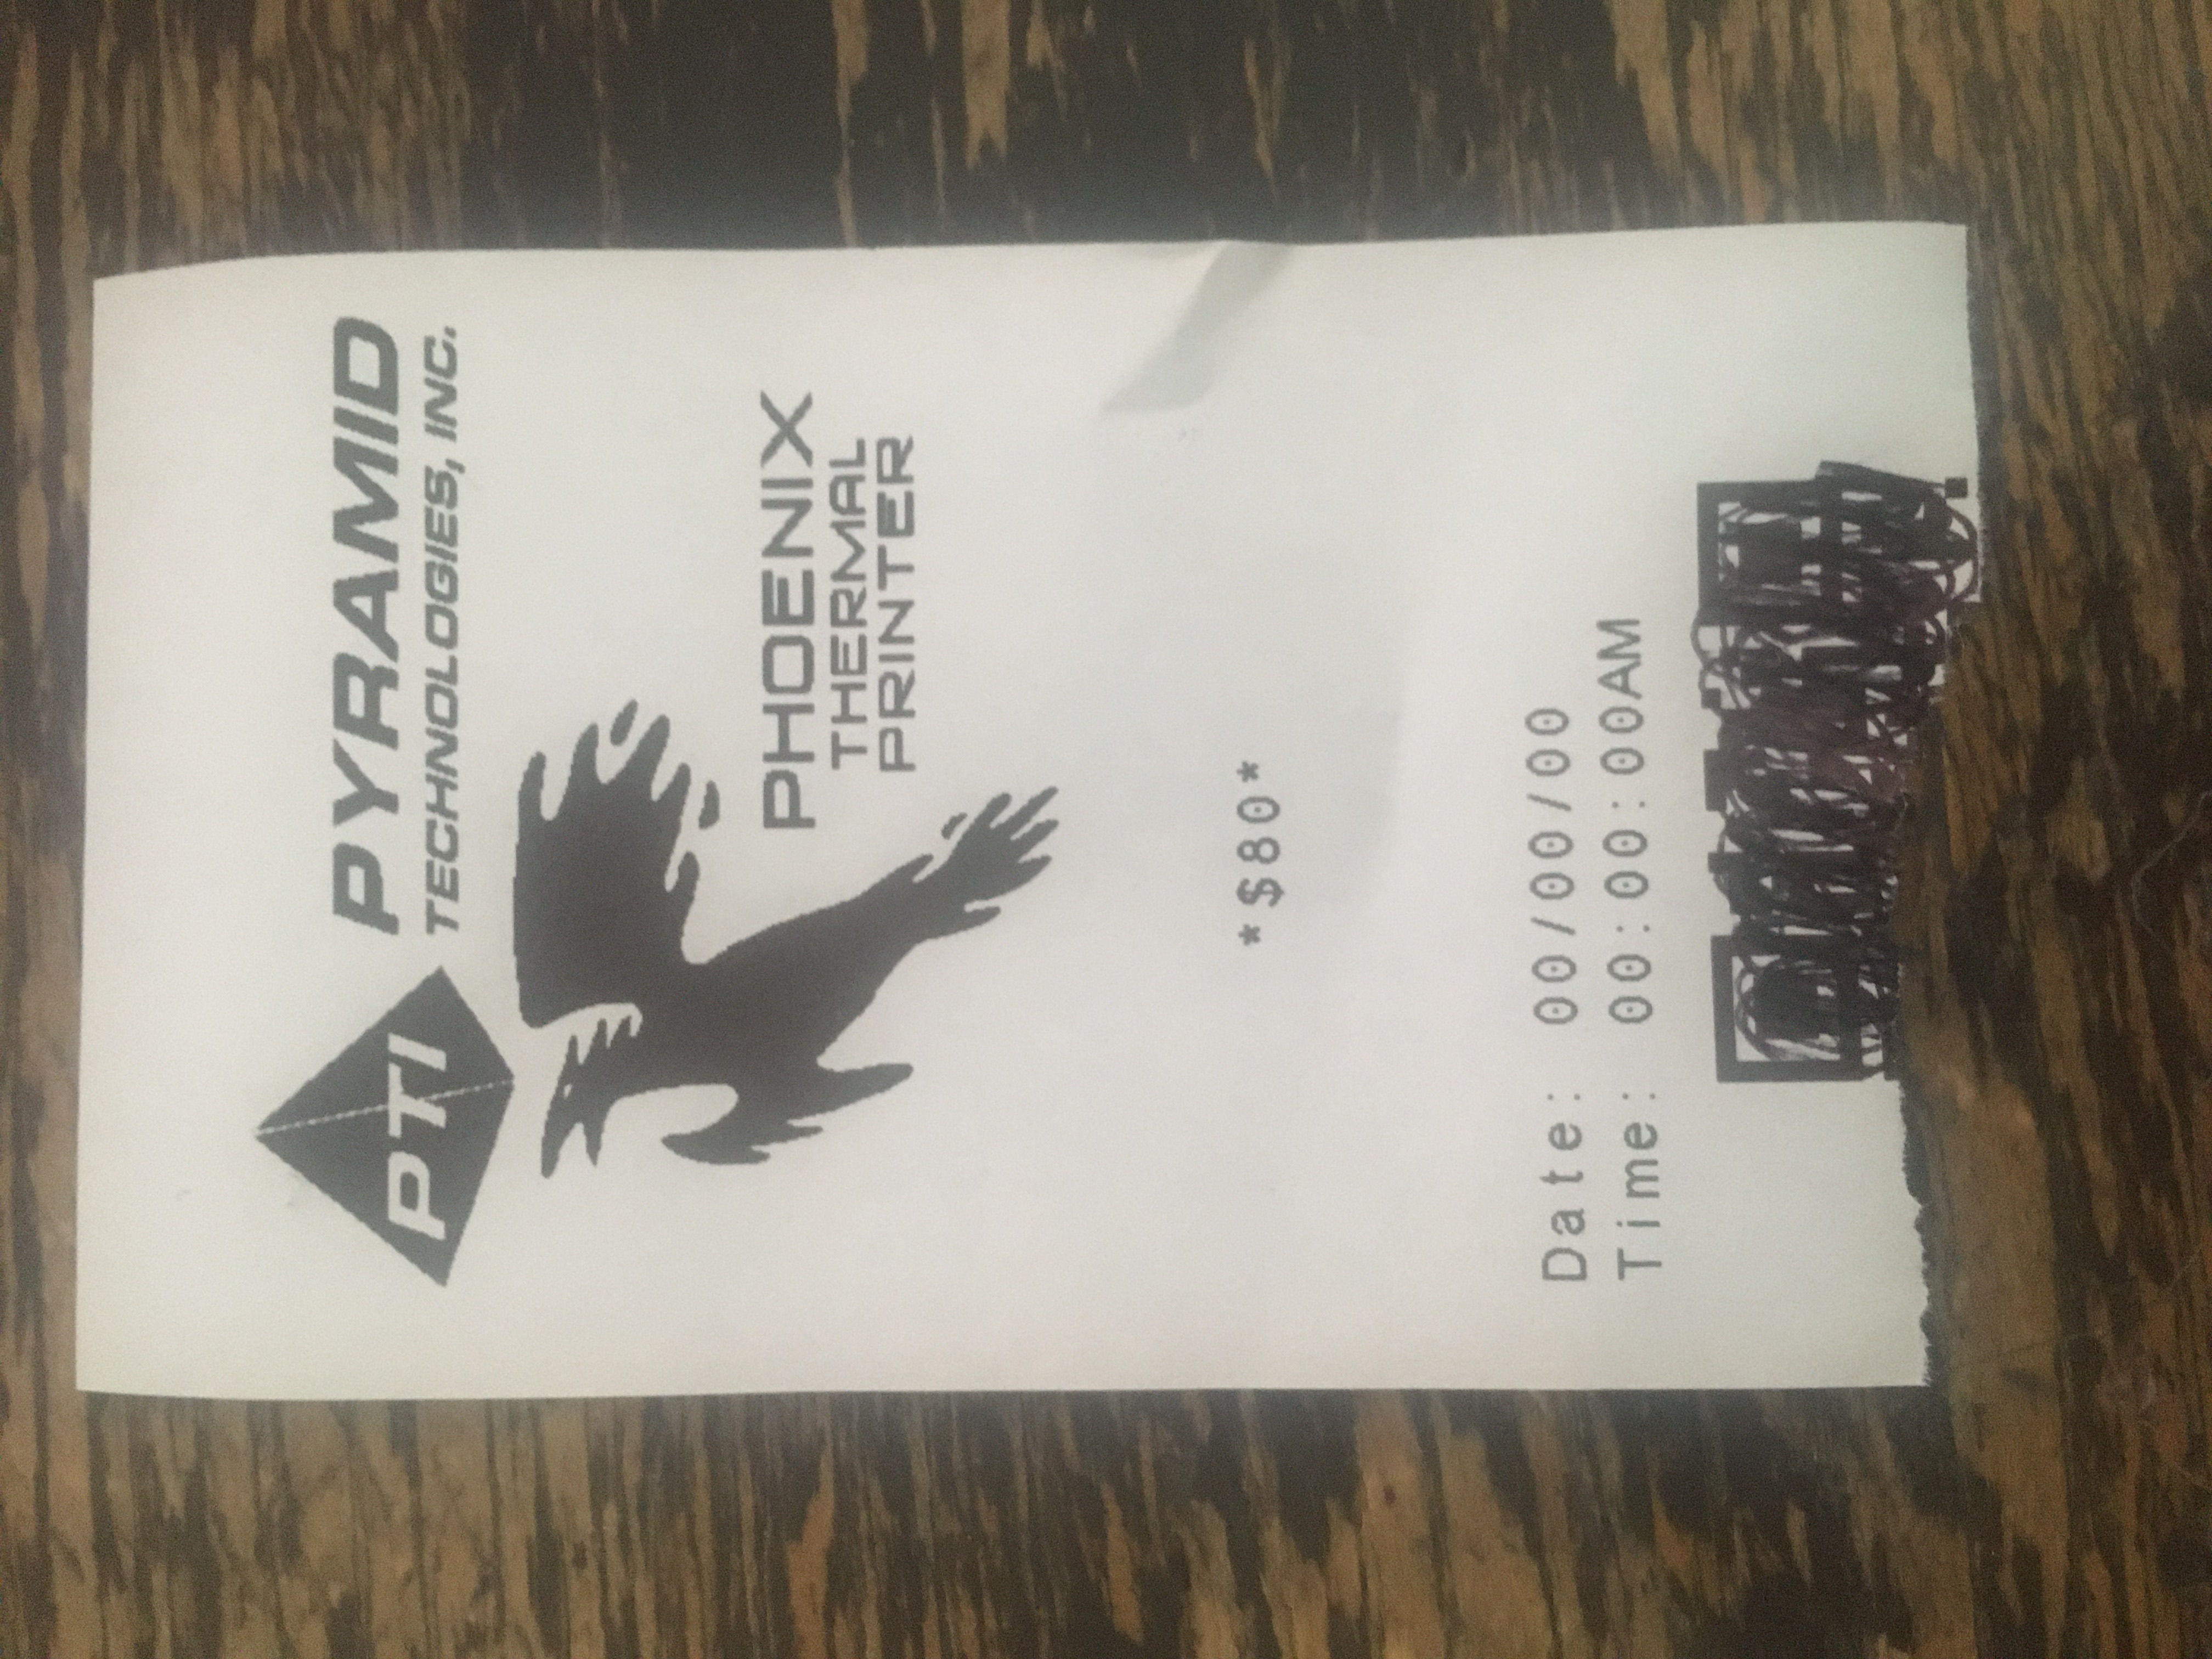 PTI
PYRAMID
TECHNOLOGIES, INC.
PHOENIX
THERMAL
PRINTER
*$80*
Date: 00/00/00
Time: 00:00:00AM